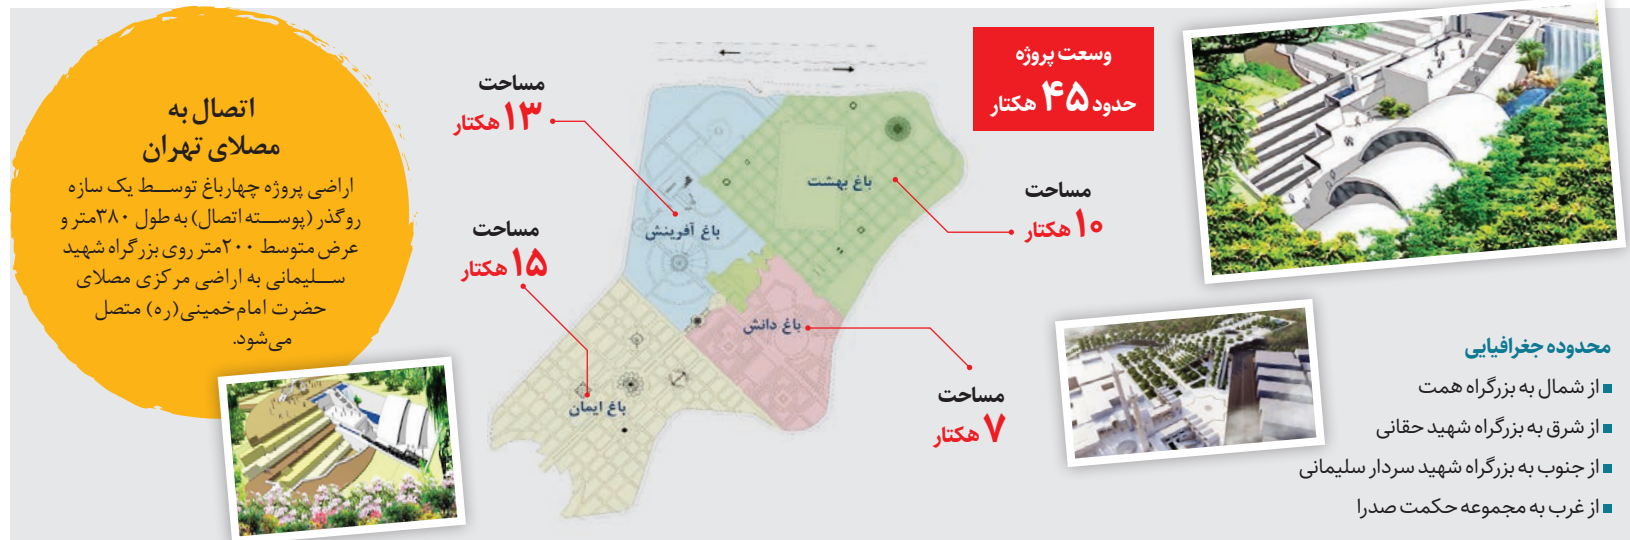 وسعت پروژه
حدود ۴۵ هکتار
محدوده جغرافیایی
از شمال به بزرگراه همت
از شرق به بزرگراه شهید حقانی
از جنوب به بزرگراه شهید سردار سلیمانی
از غرب به مجموعه حکمت صدرا
مساحت
۱۰ هکتار
مساحت
۷ هکتار
باغ بهشت
باغ آفرینش
باغ دانش
باغ ایمان
مساحت
۱۳ هکتار
مساحت
۱۵ هکتار
اتصال به
مصلای تهران
اراضی پروژه چهارباغ توسط یک سازه
روگذر (پوسته اتصال) به طول ۳۸۰متر و
عرض متوسط ۲۰۰متر روی بزرگراه شهید
سلیمانی به اراضی مرکزی مصلای
حضرت امام‌خمینی(ره) متصل
می‌شود.